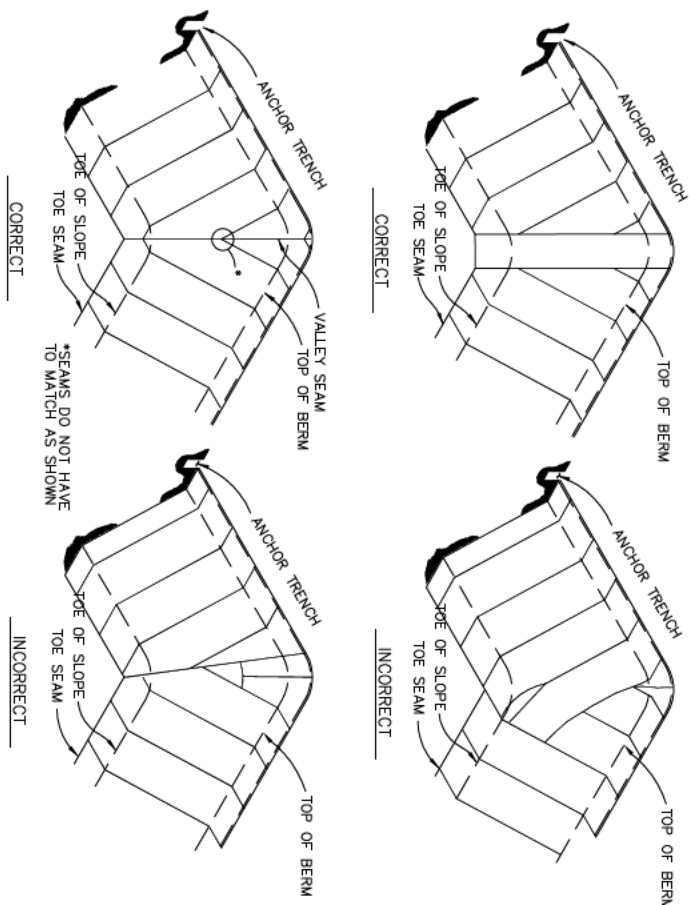 ANCHOR TRENCH
TOP OF BERM
TOE OF SLOPE
TOE SEAM
CORRECT
ANCHOR TRENCH
TOP OF BERM
TOE OF SLOPE
TOE SEAM
INCORRECT
ANCHOR TRENCH
VALLEY SEAM
TOP OF BERM
*
TOE OF SLOPE
TOE SEAM
*SEAMS DO NOT HAVE
TO MATCH AS SHOWN
CORRECT
ANCHOR TRENCH
TOP OF BERM
TOE OF SLOPE
TOE SEAM
INCORRECT